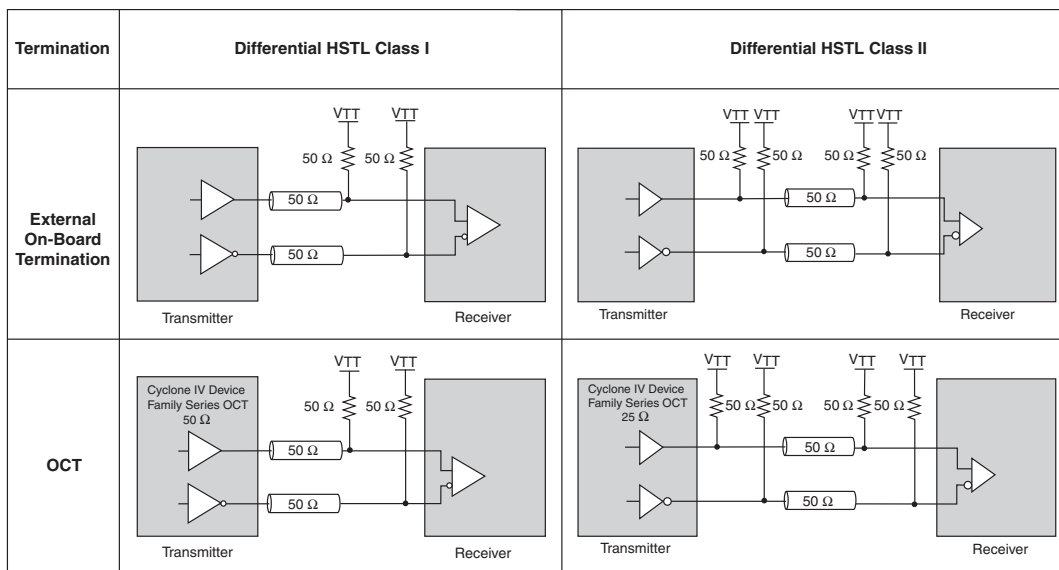 Termination
Differential HSTL Class I
Differential HSTL Class II
External
On-Board
Termination
VTT
VTT
50 Ω
50 Ω
50 Ω
50 Ω
Transmitter
Receiver
VTT
VTT
VTT
VTT
50 Ω
50 Ω
50 Ω
50 Ω
50 Ω
50 Ω
Transmitter
Receiver
OCT
Cyclone IV Device
Family Series OCT
50 Ω
VTT
VTT
50 Ω
50 Ω
50 Ω
50 Ω
Transmitter
Receiver
Cyclone IV Device
Family Series OCT
25 Ω
VTT
VTT
VTT
VTT
50 Ω
50 Ω
50 Ω
50 Ω
50 Ω
50 Ω
Transmitter
Receiver